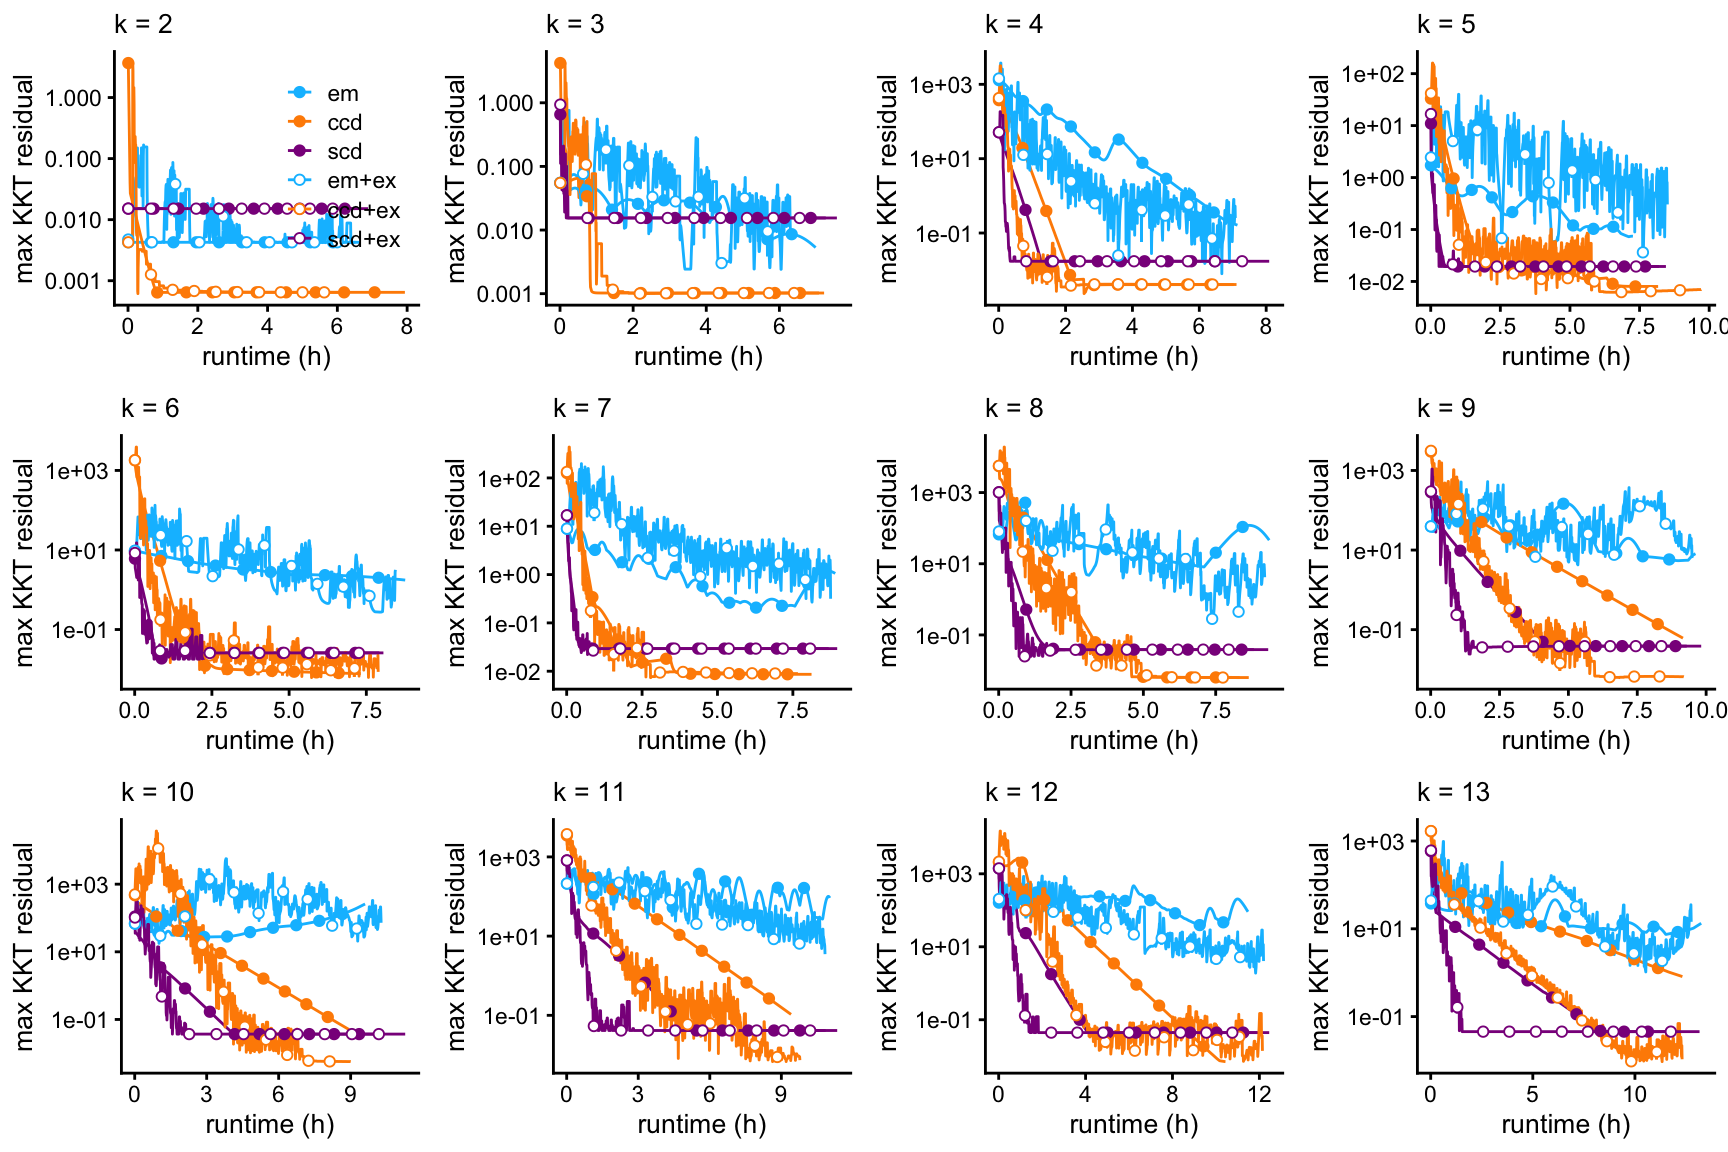 k = 2
max KKT residual
1.000
0.100
0.010
0.001
em
ccd
scd
em+ex
ccd+ex
scd+ex
0 2 4 6 8
runtime (h)
k = 3
max KKT residual
1.000
0.100
0.010
0.001
0 2 4 6
runtime (h)
k = 4
max KKT residual
1e+03
1e+01
1e-01
0 2 4 6 8
runtime (h)
k = 5
max KKT residual
1e+02
1e+01
1e+00
1e-01
1e-02
0.0 2.5 5.0 7.5 10.0
runtime (h)
k = 6
max KKT residual
1e+03
1e+01
1e-01
0.0 2.5 5.0 7.5
runtime (h)
k = 7
max KKT residual
1e+02
1e+01
1e+00
1e-01
1e-02
0.0 2.5 5.0 7.5
runtime (h)
k = 8
max KKT residual
1e+03
1e+01
1e-01
0.0 2.5 5.0 7.5
runtime (h)
k = 9
max KKT residual
1e+03
1e+01
1e-01
0.0 2.5 5.0 7.5 10.0
runtime (h)
k = 10
max KKT residual
1e+03
1e+01
1e-01
0 3 6 9
runtime (h)
k = 11
max KKT residual
1e+03
1e+01
1e-01
0 3 6 9
runtime (h)
k = 12
max KKT residual
1e+03
1e+01
1e-01
0 4 8 12
runtime (h)
k = 13
max KKT residual
1e+03
1e+01
1e-01
0 5 10
runtime (h)